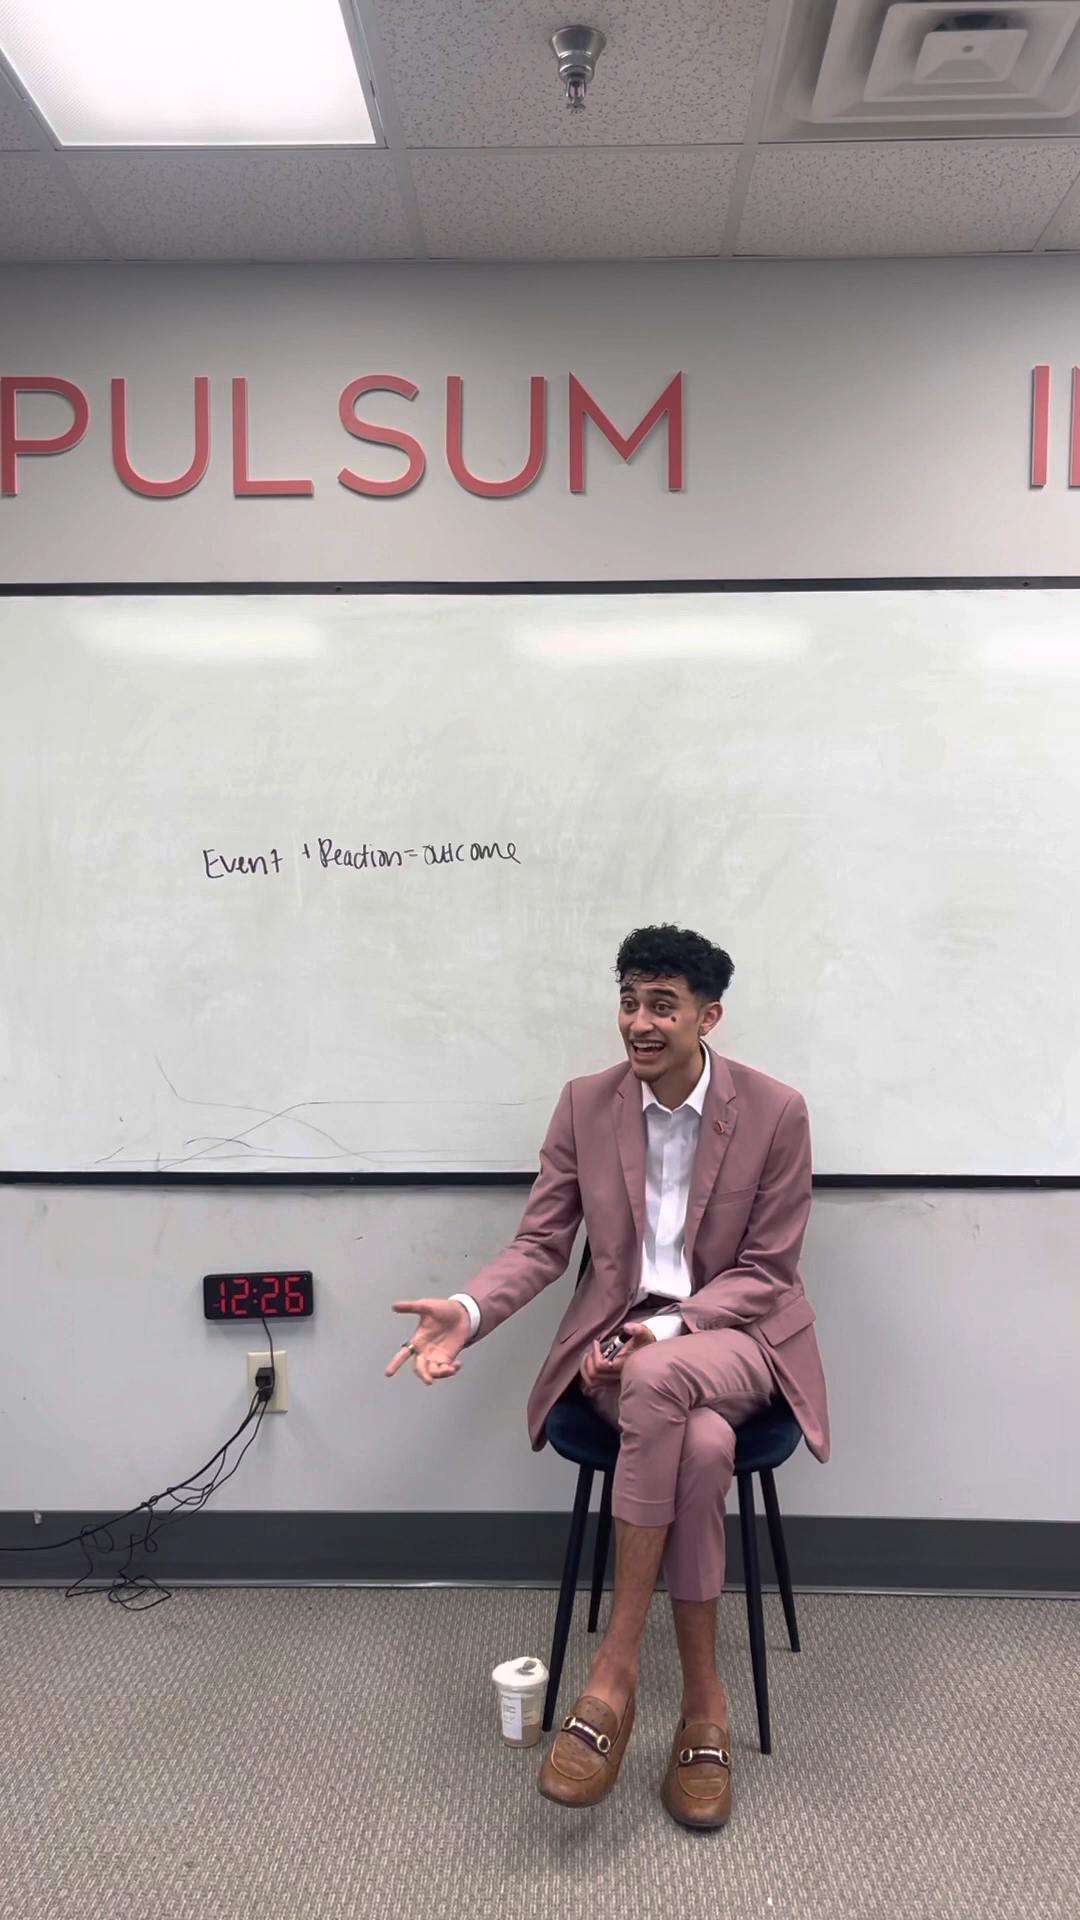 PULSUM
Event + Reaction = outcome
12:26